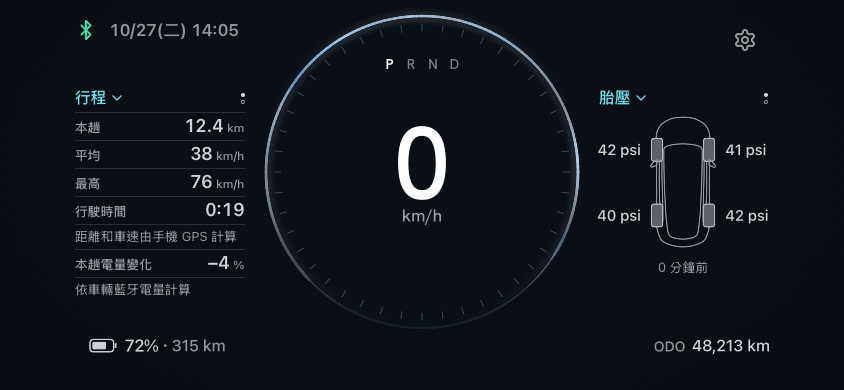 10/27(二) 14:05
P R N D
行程
本趟 12.4 km
平均 38 km/h
最高 76 km/h
行駛時間 0:19
距離和車速由手機 GPS 計算
本趟電量變化 –4 %
依車輛藍牙電量計算
0
km/h
胎壓
42 psi 41 psi
40 psi 42 psi
0 分鐘前
72% · 315 km
ODO 48,213 km